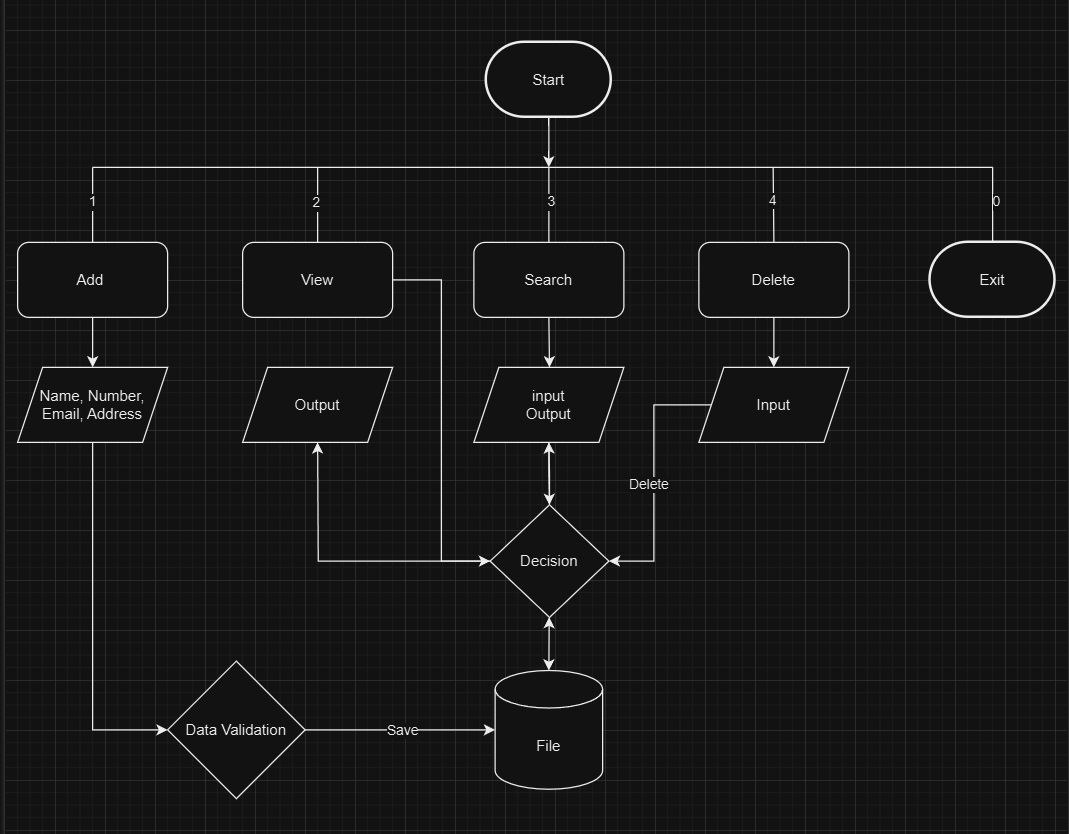 Start
1
2
3
4
0
Add
View
Search
Delete
Exit
Name, Number,
Email, Address
Output
input
Output
Input
Delete
Decision
Data Validation
Save
File